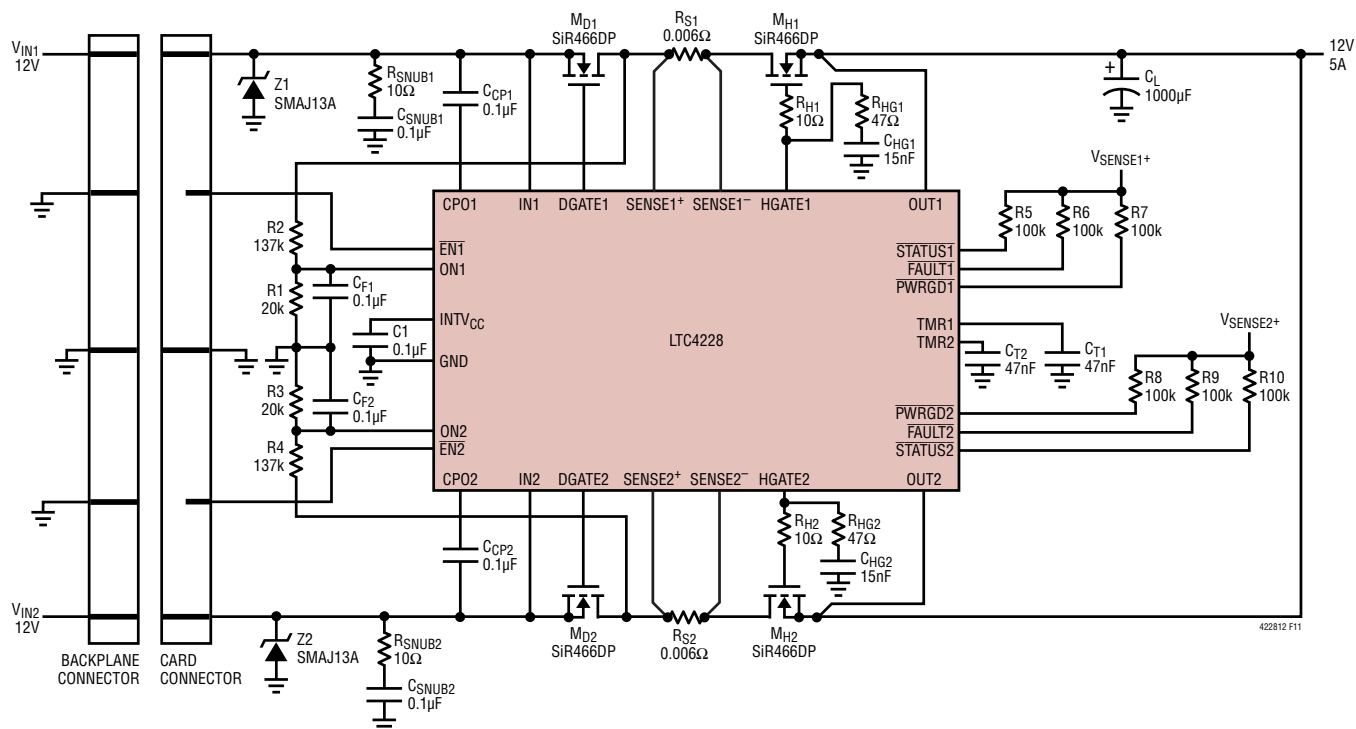 VIN1
12V
Z1
SMAJ13A
RSNUB1
10Ω
CSNUB1
0.1µF
CCP1
0.1µF
MD1
SiR466DP
RS1
0.006Ω
MH1
SiR466DP
RH1
10Ω
RHG1
47Ω
CHG1
15nF
12V
5A
+
CL
1000µF
VSENSE1+
R5
100k
R6
100k
R7
100k
R2
137k
R1
20k
CF1
0.1µF
C1
0.1µF
R3
20k
CF2
0.1µF
R4
137k
CPO1
IN1
DGATE1
SENSE1+
SENSE1−
HGATE1
OUT1
EN1
ON1
INTVCC
GND
ON2
EN2
LTC4228
STATUS1
FAULT1
PWRGD1
TMR1
TMR2
PWRGD2
FAULT2
STATUS2
CPO2
IN2
DGATE2
SENSE2+
SENSE2−
HGATE2
OUT2
CT2
47nF
CT1
47nF
VSENSE2+
R8
100k
R9
100k
R10
100k
CCP2
0.1µF
RH2
10Ω
RHG2
47Ω
CHG2
15nF
VIN2
12V
Z2
SMAJ13A
RSNUB2
10Ω
CSNUB2
0.1µF
MD2
SiR466DP
RS2
0.006Ω
MH2
SiR466DP
BACKPLANE
CONNECTOR
CARD
CONNECTOR
422812 F11